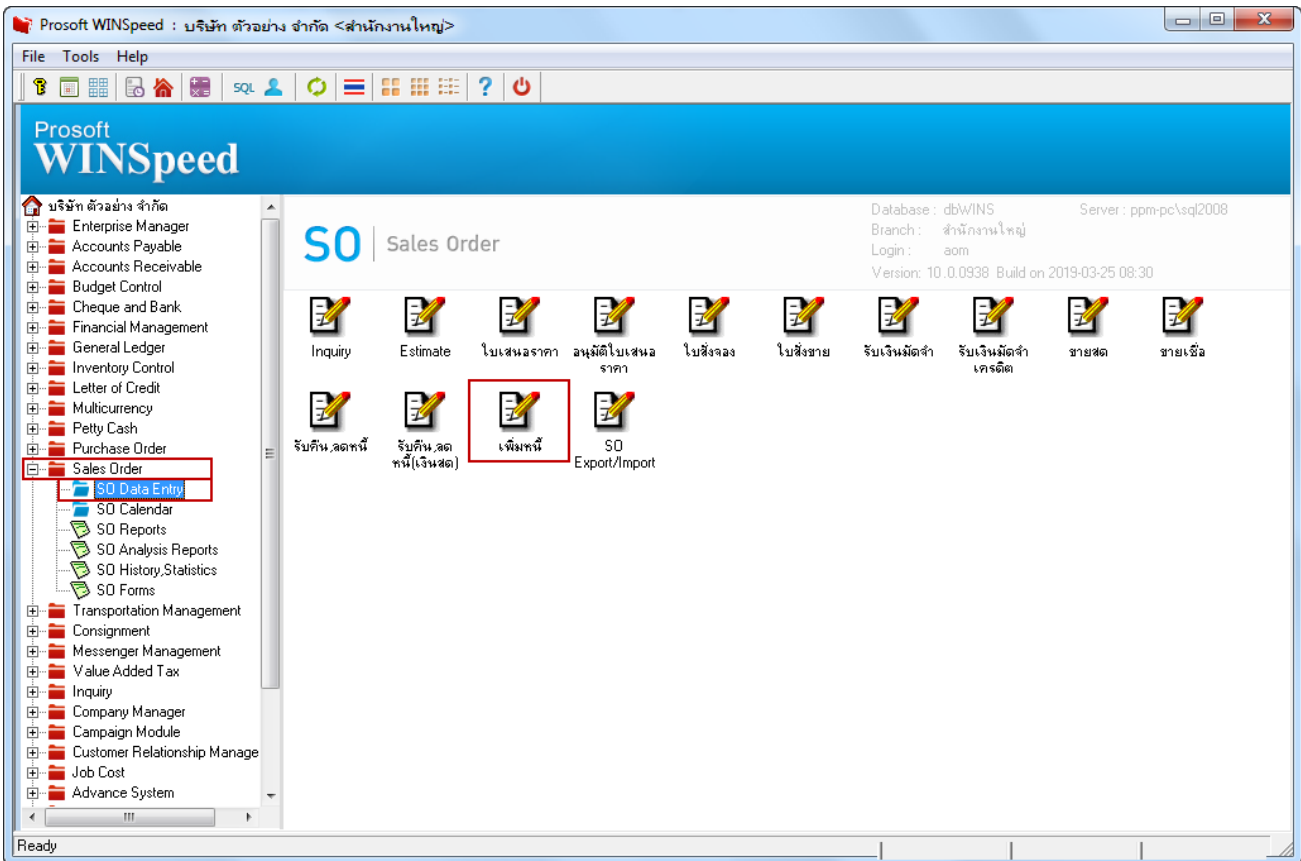 Prosoft WINSpeed : บริษัท ตัวอย่าง จำกัด <สำนักงานใหญ่>
File Tools Help
SQL
Prosoft
WINSpeed
บริษัท ตัวอย่าง จำกัด
Enterprise Manager
Accounts Payable
Accounts Receivable
Budget Control
Cheque and Bank
Financial Management
General Ledger
Inventory Control
Letter of Credit
Multicurrency
Petty Cash
Purchase Order
Sales Order
SO Data Entry
SO Calendar
SO Reports
SO Analysis Reports
SO History,Statistics
SO Forms
Transportation Management
Consignment
Messenger Management
Value Added Tax
Inquiry
Company Manager
Campaign Module
Customer Relationship Manage
Job Cost
Advance System
SO Sales Order
Database : dbWINS Server : ppm-pc\sql2008
Branch : สำนักงานใหญ่
Login : aom
Version: 10.0.0938 Build on 2019-03-25 08:30
Inquiry Estimate ใบเสนอราคา อนุมัติใบเสนอ ใบสั่งจอง ใบสั่งขาย รับเงินมัดจำ รับเงินมัดจำ ขายสด ขายเชื่อ
ราคา เครดิต
รับคืน,ลดหนี้ รับคืน,ลด เพิ่มหนี้ SO
หนี้(เงินสด) Export/Import
Ready